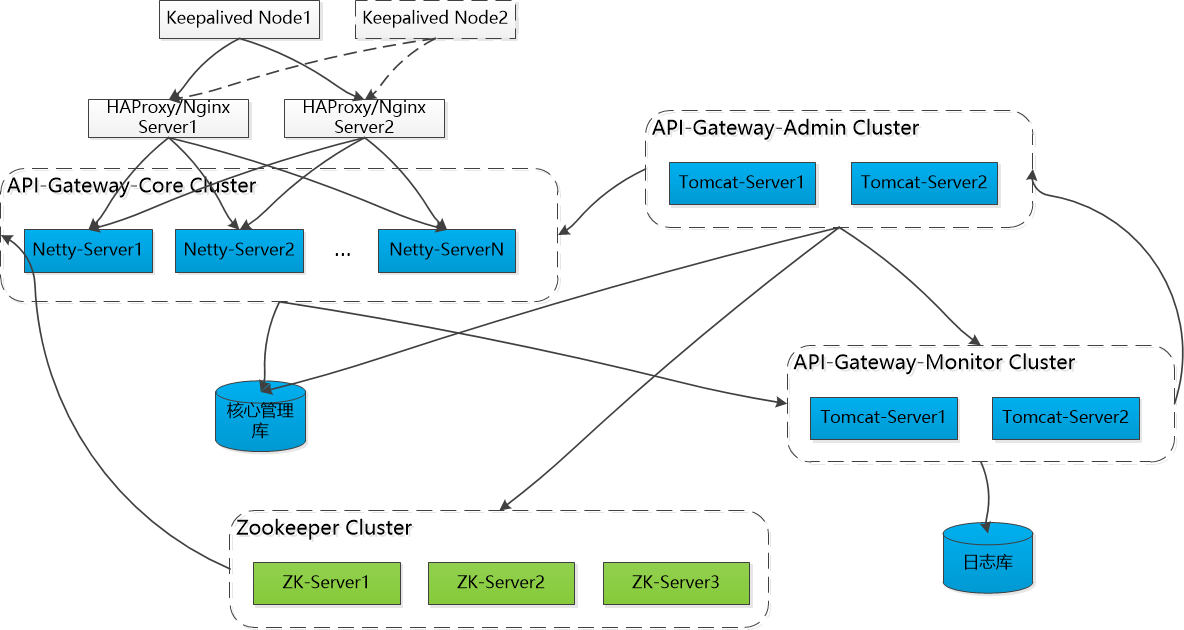 Keepalived Node1
Keepalived Node2
HAProxy/Nginx
Server1
HAProxy/Nginx
Server2
API-Gateway-Core Cluster
Netty-Server1
Netty-Server2
...
Netty-ServerN
API-Gateway-Admin Cluster
Tomcat-Server1
Tomcat-Server2
API-Gateway-Monitor Cluster
Tomcat-Server1
Tomcat-Server2
核心管理
库
Zookeeper Cluster
ZK-Server1
ZK-Server2
ZK-Server3
日志库